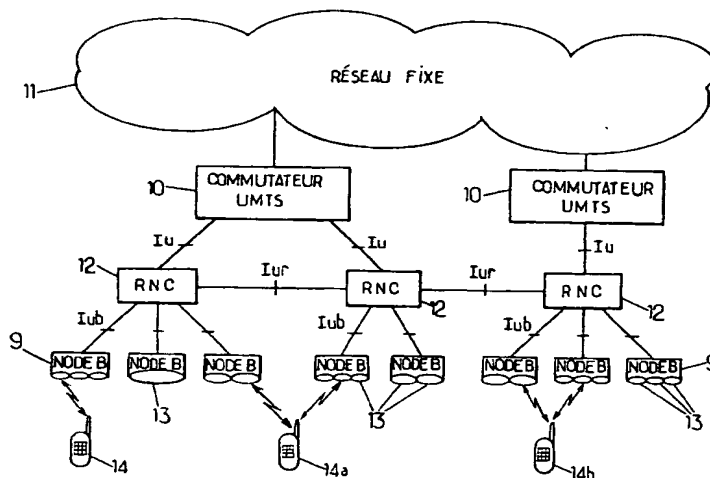 RÉSEAU FIXE
11
10
COMMUTATEUR
UMTS
10
COMMUTATEUR
UMTS
Iu
Iu
Iu
12
RNC
Iur
RNC
12
Iur
RNC
12
Iub
Iub
Iub
9
NODE B
NODE B
NODE B
NODE B
NODE B
NODE B
NODE B
NODE B
9
13
13
13
14
14a
14b